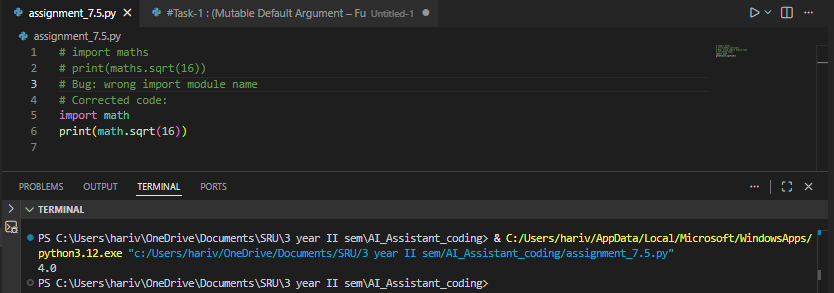 assignment_7.5.py × #Task-1 : (Mutable Default Argument – Fu Untitled-1
assignment_7.5.py
1 # import maths
2 # print(maths.sqrt(16))
3 # Bug: wrong import module name
4 # Corrected code:
5 import math
6 print(math.sqrt(16))
7
PROBLEMS OUTPUT TERMINAL PORTS
TERMINAL
PS C:\Users\hariv\OneDrive\Documents\SRU\3 year II sem\AI_Assistant_coding> & C:/Users/hariv/AppData/Local/Microsoft/WindowsApps/
python3.12.exe "c:/Users/hariv/OneDrive/Documents/SRU/3 year II sem/AI_Assistant_coding/assignment_7.5.py"
4.0
PS C:\Users\hariv\OneDrive\Documents\SRU\3 year II sem\AI_Assistant_coding>